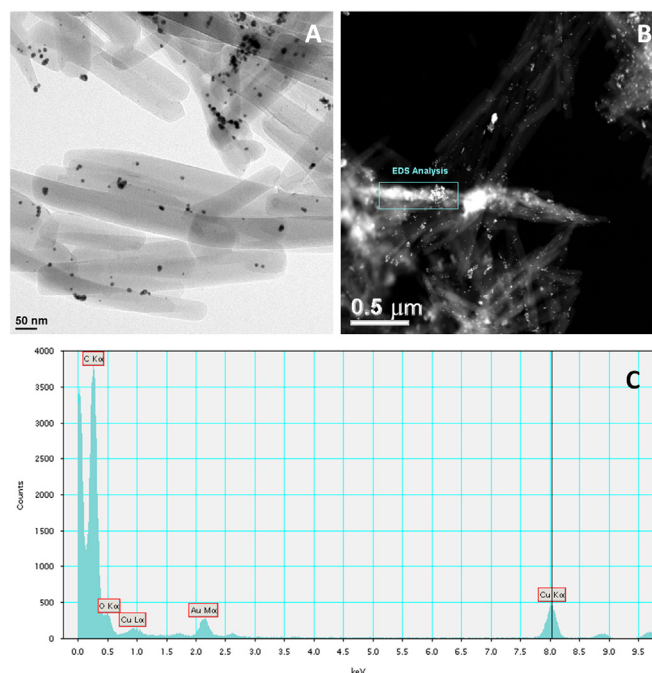 A
50 nm
B
EDS Analysis
0.5 μm
C
4000
3500
3000
2500
2000
1500
1000
500
0
Counts
C Kα
O Kα
Cu Lα
Au Mα
Cu Kα
0.0 0.5 1.0 1.5 2.0 2.5 3.0 3.5 4.0 4.5 5.0 5.5 6.0 6.5 7.0 7.5 8.0 8.5 9.0 9.5
keV